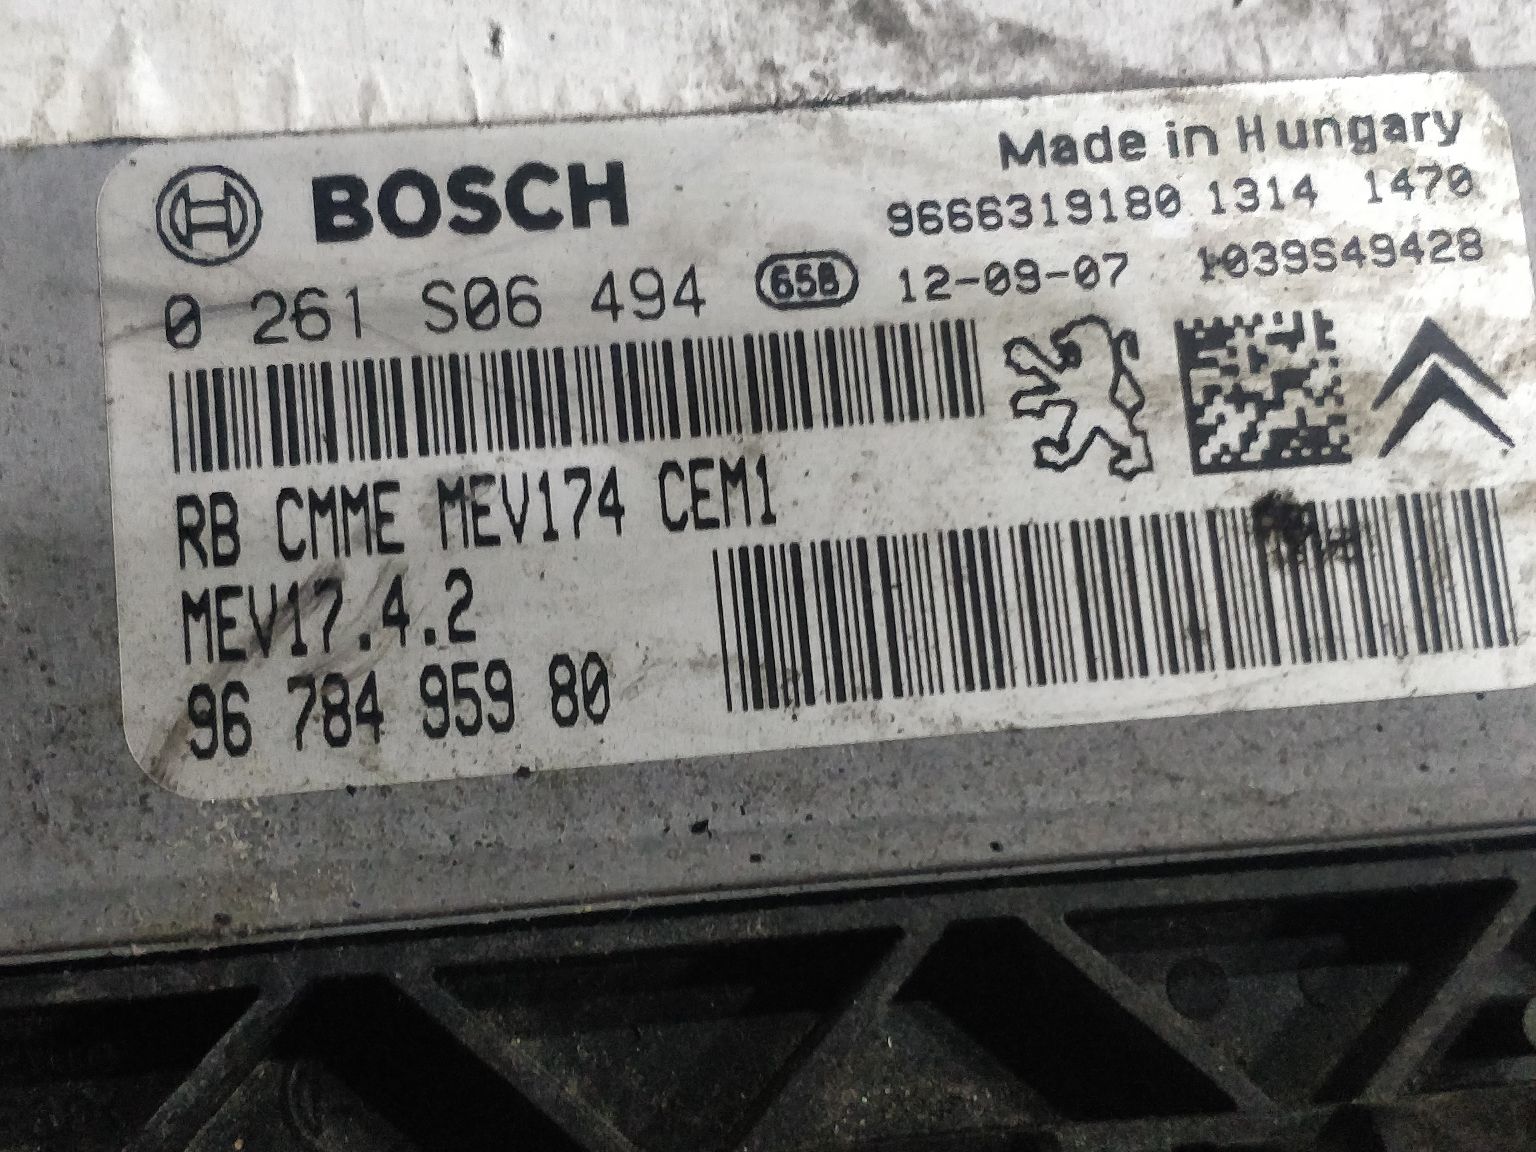 Made in Hungary
BOSCH
9666319180 1314 1470
0 261 S06 494 65B 12-09-07 1039S49428
RB CMME MEV174 CEM1
MEV17.4.2
96 784 959 80